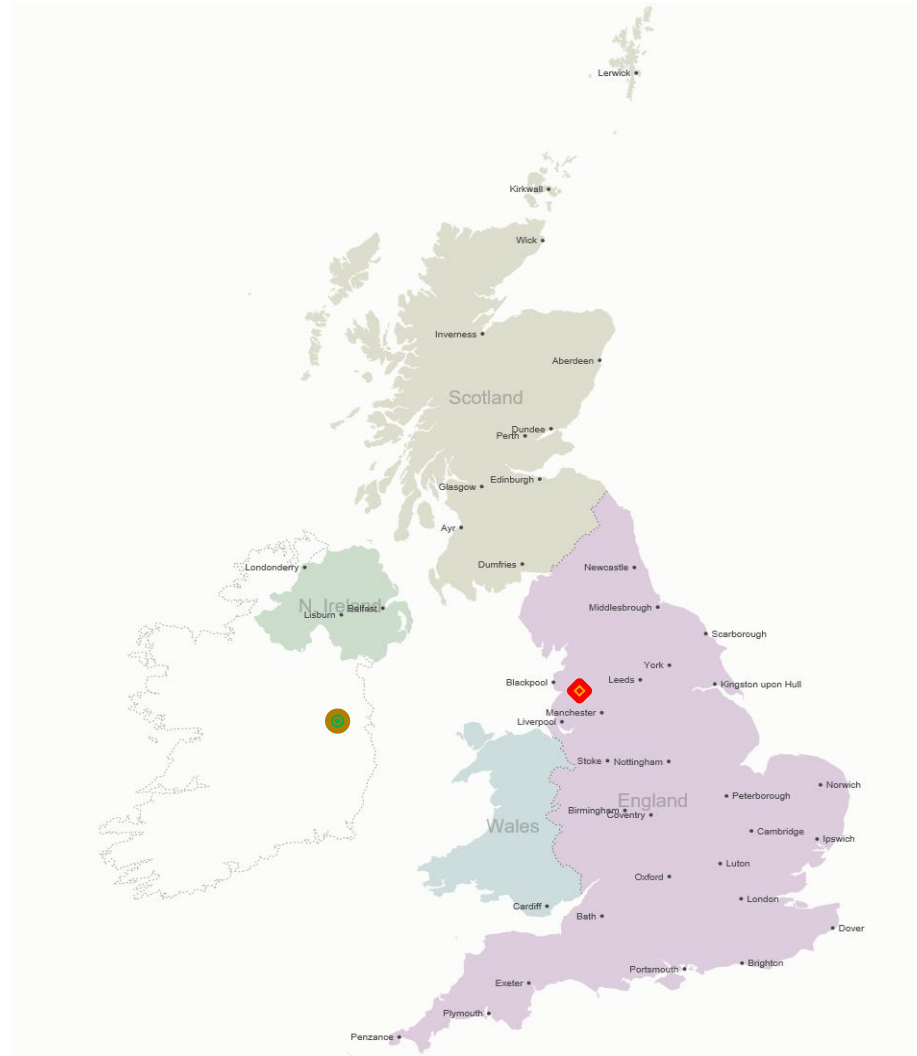 Lerwick
Kirkwall
Wick
Inverness
Aberdeen
Scotland
Dundee
Perth
Edinburgh
Glasgow
Ayr
Dumfries
Londonderry
Newcastle
N. Ireland
Belfast
Lisburn
Middlesbrough
Scarborough
York
Leeds
Blackpool
Kingston upon Hull
Manchester
Liverpool
Stoke
Nottingham
Norwich
Peterborough
England
Birmingham
Coventry
Wales
Cambridge
Ipswich
Luton
Oxford
London
Cardiff
Bath
Dover
Brighton
Portsmouth
Exeter
Plymouth
Penzance